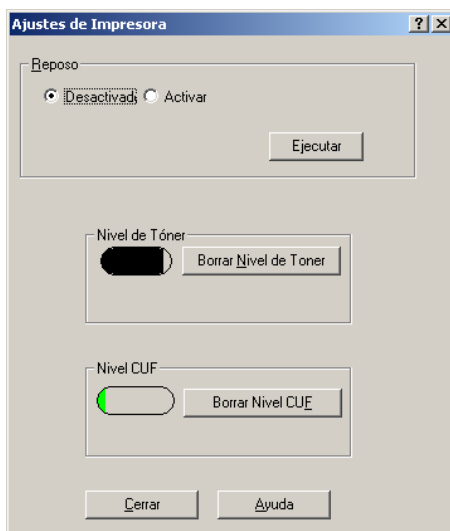 Ajustes de Impresora
Reposo
Desactivad Activar
Ejecutar
Nivel de Tóner
Borrar Nivel de Toner
Nivel CUF
Borrar Nivel CUF
Cerrar Ayuda